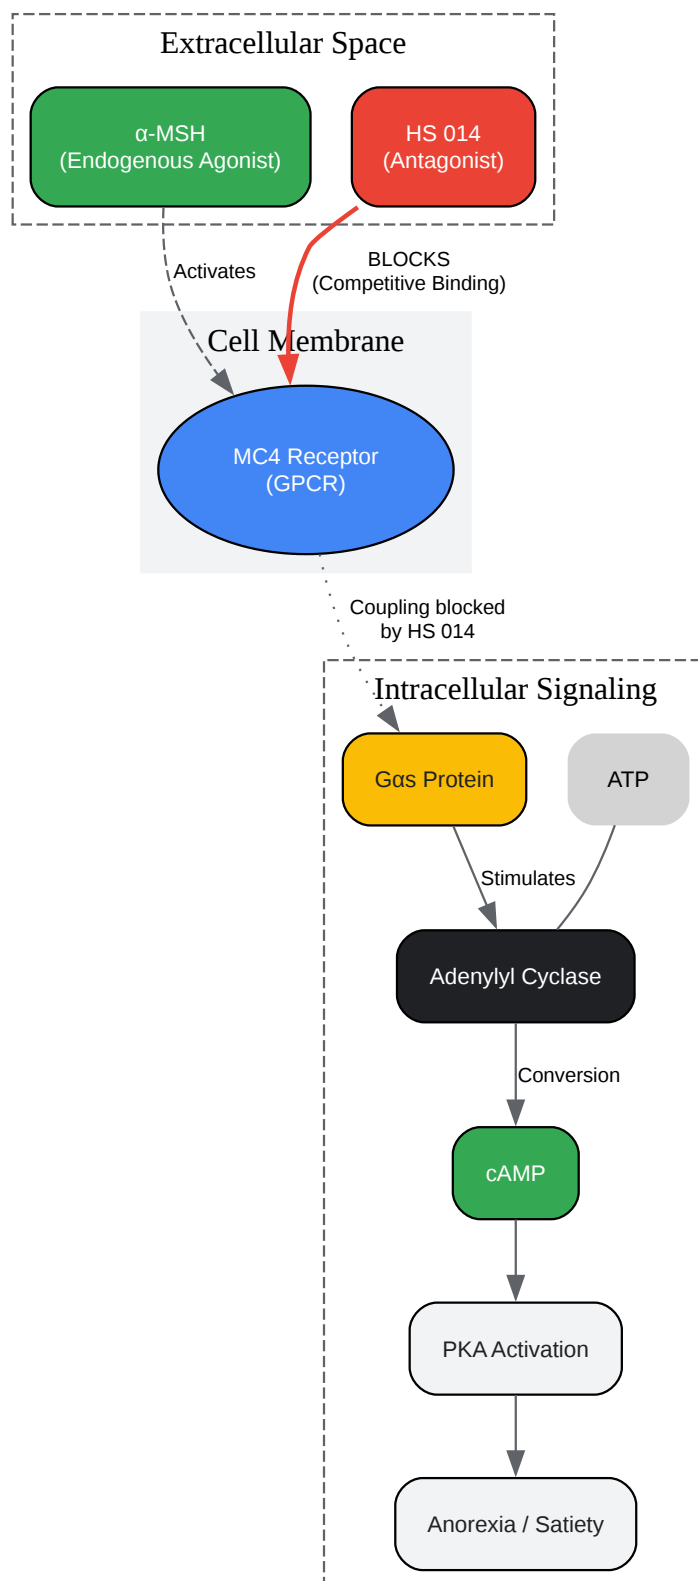 Extracellular Space
α-MSH
(Endogenous Agonist)
HS 014
(Antagonist)
Activates
BLOCKS
(Competitive Binding)
Cell Membrane
MC4 Receptor
(GPCR)
Coupling blocked
by HS 014
Intracellular Signaling
Gαs Protein
ATP
Stimulates
Adenylyl Cyclase
Conversion
cAMP
PKA Activation
Anorexia / Satiety